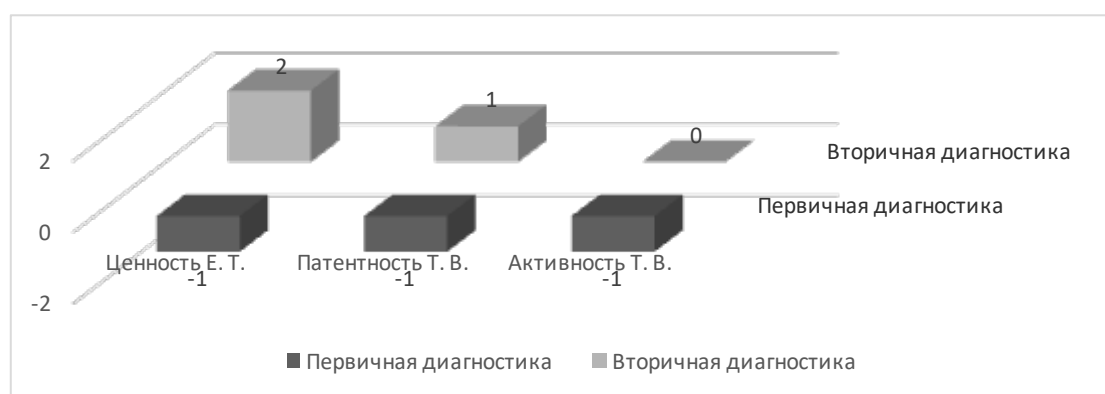 2
1
0
2
Вторичная диагностика
Первичная диагностика
0
Ценность Е. Т. Патентность Т. В. Активность Т. В.
-1 -1 -1
-2
Первичная диагностика Вторичная диагностика